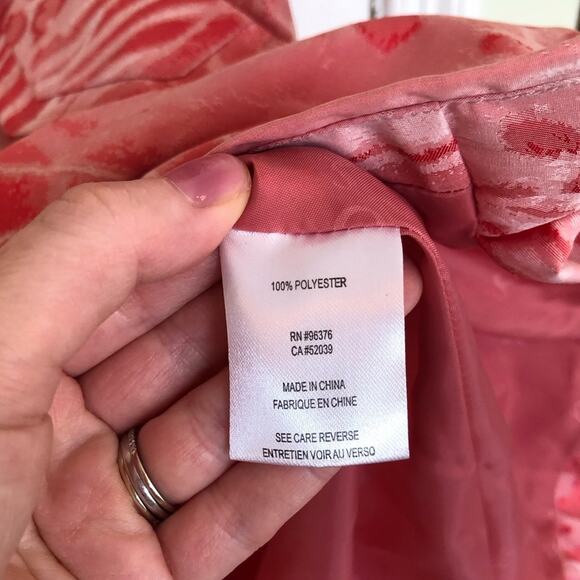 100% POLYESTER
RN #96376
CA #52039
MADE IN CHINA
FABRIQUE EN CHINE
SEE CARE REVERSE
ENTRETIEN VOIR AU VERSO